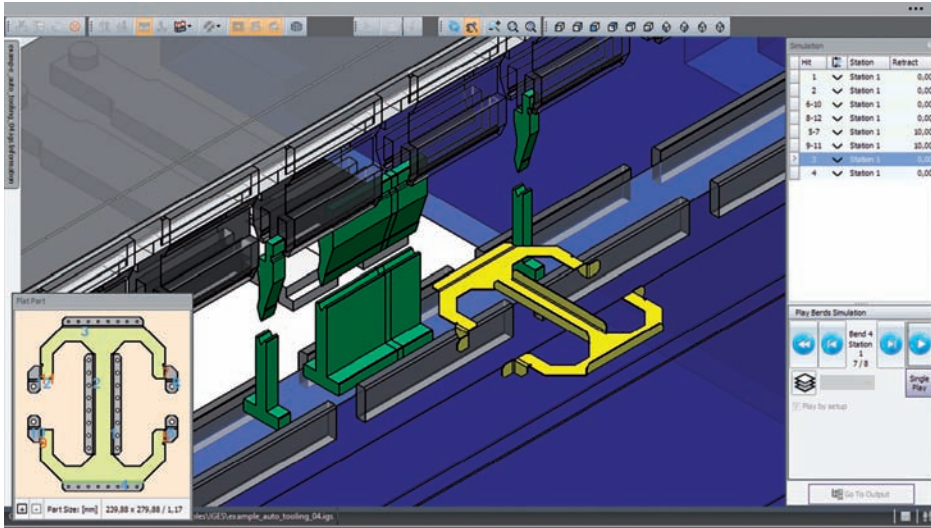 Simulation
Hit Station Retract
1 Station 1 0,00
2 Station 1 0,00
6-10 Station 1 0,00
8-12 Station 1 0,00
5-7 Station 1 10,00
9-11 Station 1 10,00
3 Station 1 0,00
4 Station 1 0,00
Flat Part
3
2
4
Part Size: [mm] 239,88 x 279,88 / 1,17
Play Bends Simulation
Bend 4
Station
1
7 / 8
Single
Play
Play by setup
Go To Output
\IGES\example_auto_tooling_04.igs